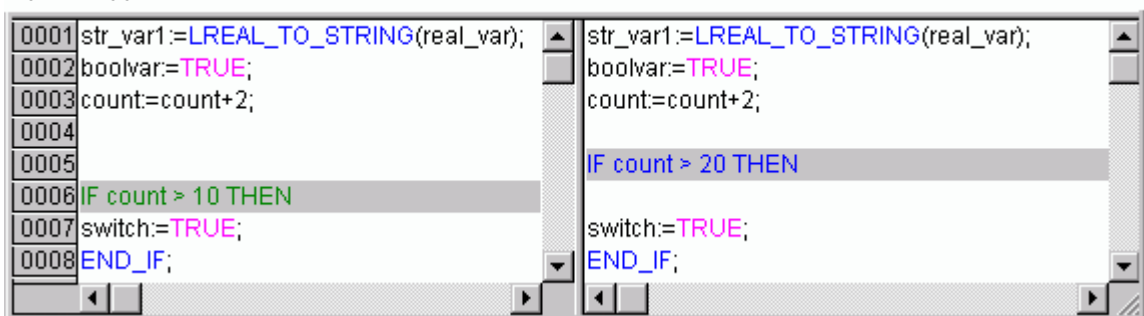 0001 str_var1:=LREAL_TO_STRING(real_var); str_var1:=LREAL_TO_STRING(real_var);
0002 boolvar:=TRUE; boolvar:=TRUE;
0003 count:=count+2; count:=count+2;
0004
0005 IF count > 20 THEN
0006 IF count > 10 THEN
0007 switch:=TRUE; switch:=TRUE;
0008 END_IF; END_IF;